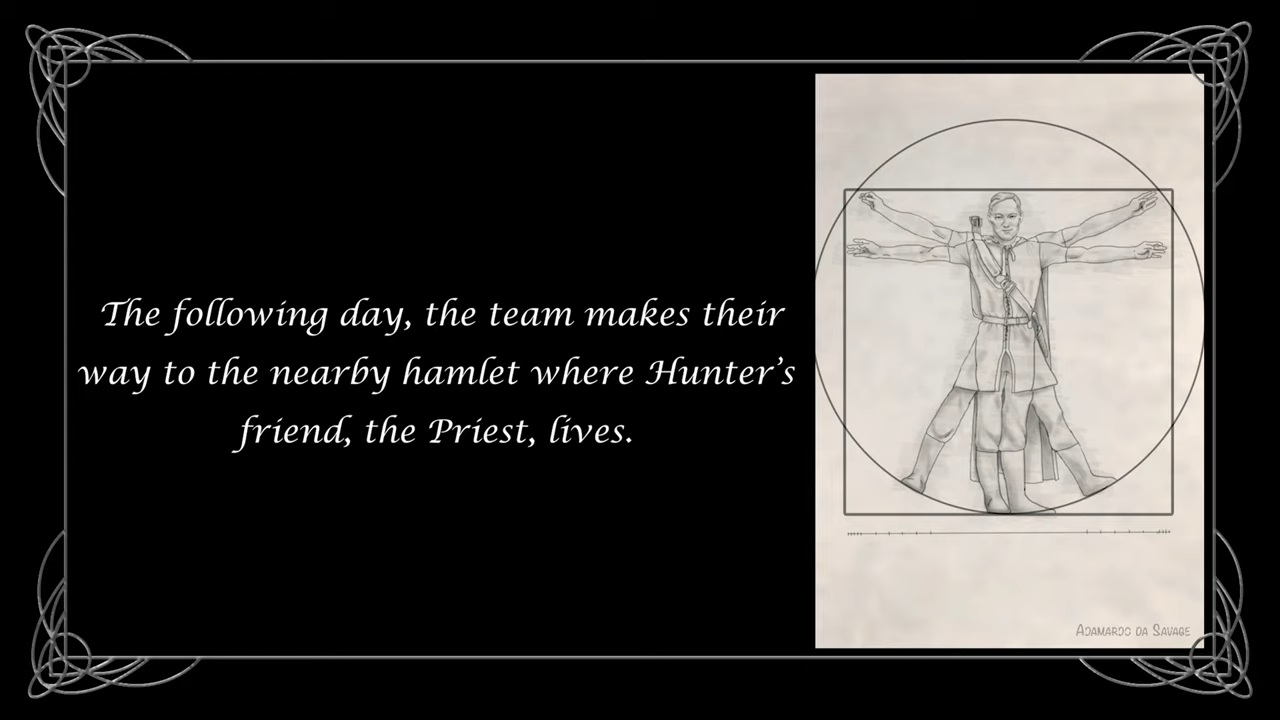 The following day, the team makes their
way to the nearby hamlet where Hunter's
friend, the Priest, lives.
Adamardo da Savage